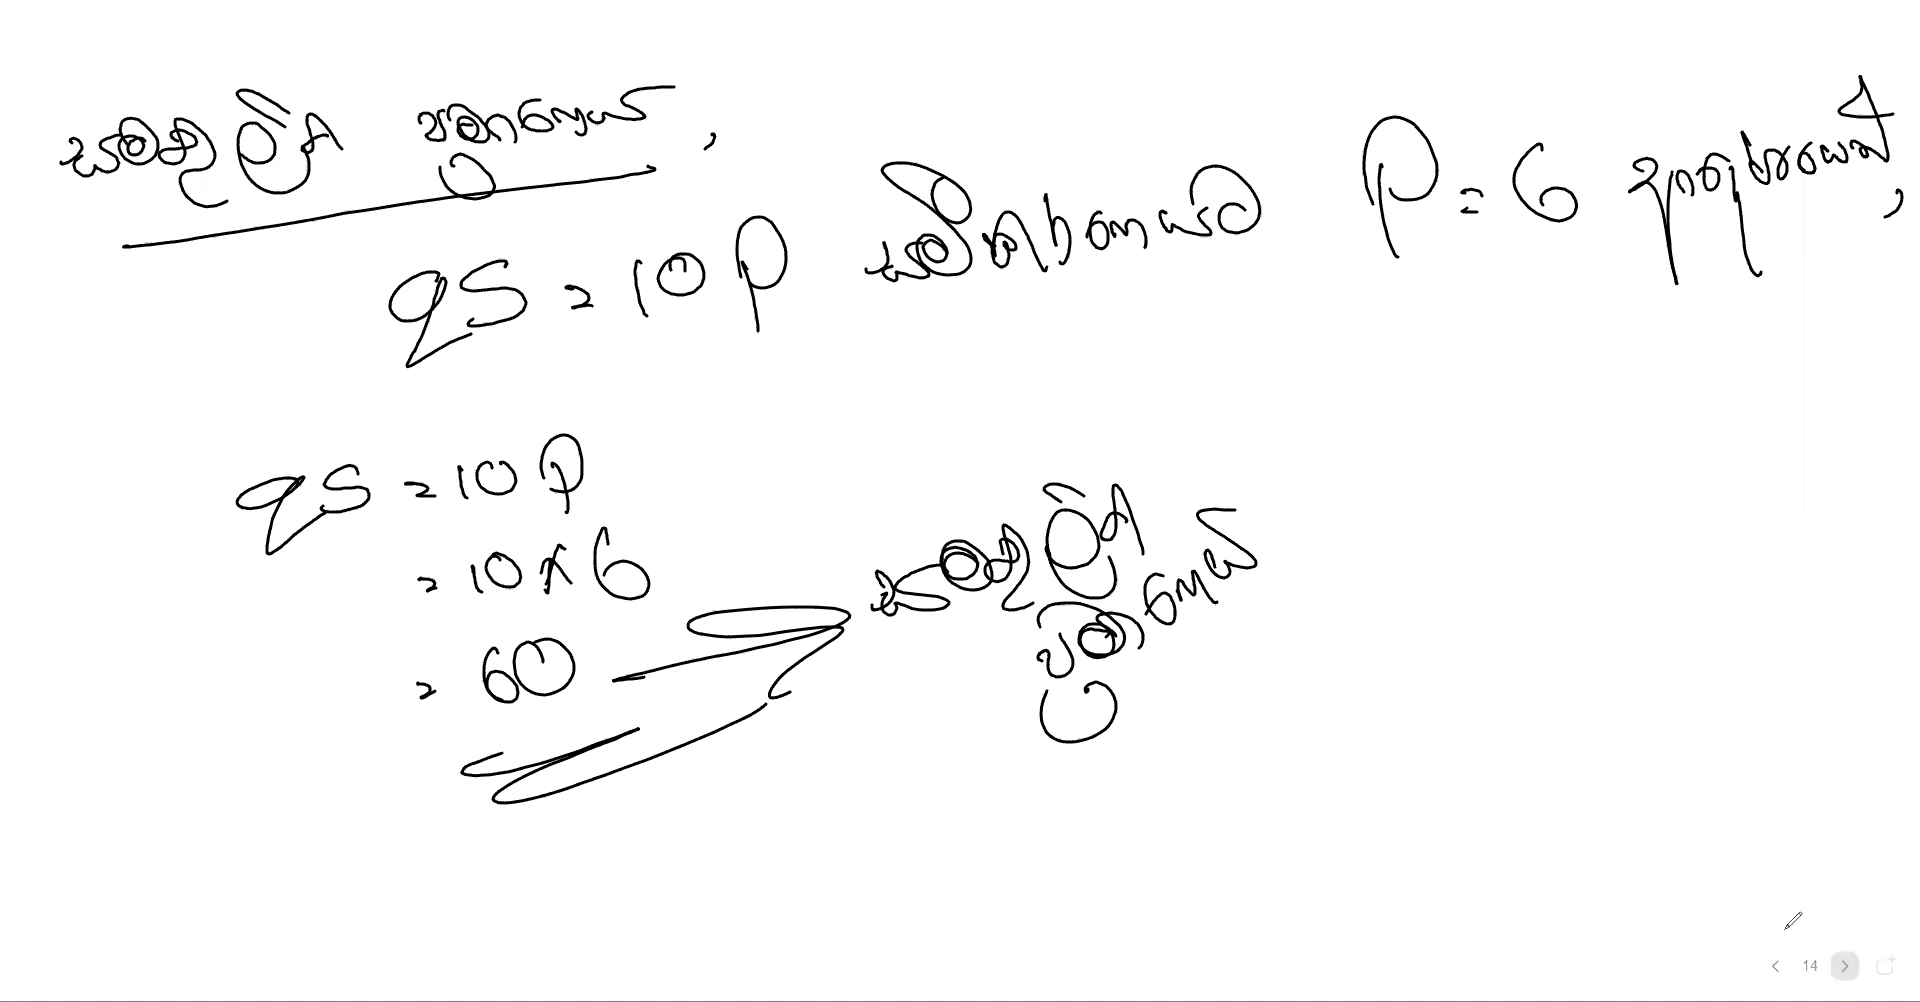 සමතුලිත ප්‍රමාණය,
qs = 10p සමීකරණයට p = 6 ආදේශයෙන්,
qs = 10p
= 10 x 6
= 60
සමතුලිත
ප්‍රමාණය
14